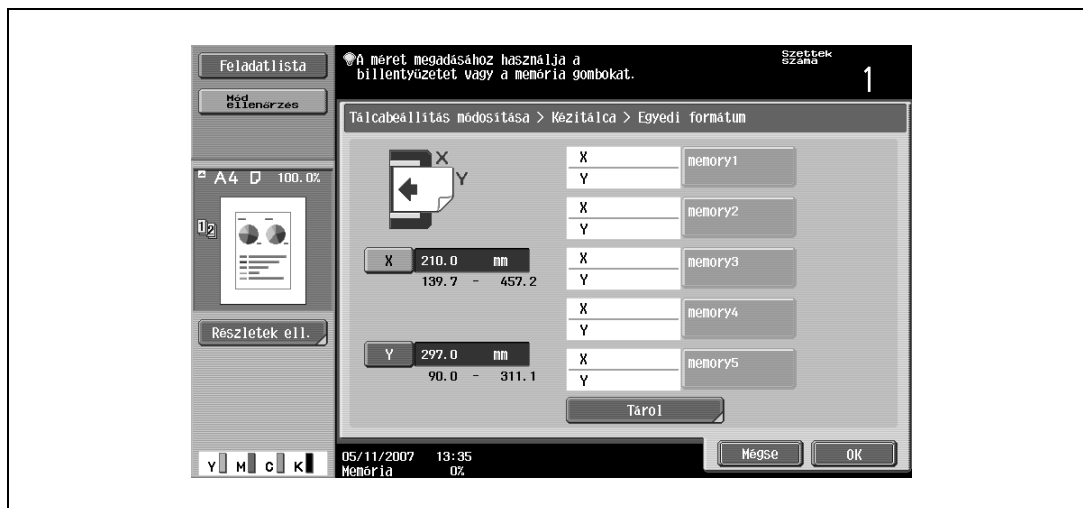 Feladatlista
Mód
ellenőrzés
A méret megadásához használja a
billentyűzetet vagy a memória gombokat.
Szettek
száma
1
Tálcabeállítás módosítása > Kézitálca > Egyedi formátum
A4 100.0%
1 2
Részletek ell.
X
Y
X 210.0 mm
139.7 - 457.2
Y 297.0 mm
90.0 - 311.1
X
Y
memory1
X
Y
memory2
X
Y
memory3
X
Y
memory4
X
Y
memory5
Tárol
Y M C K
05/11/2007 13:35
Memória 0%
Mégse
OK